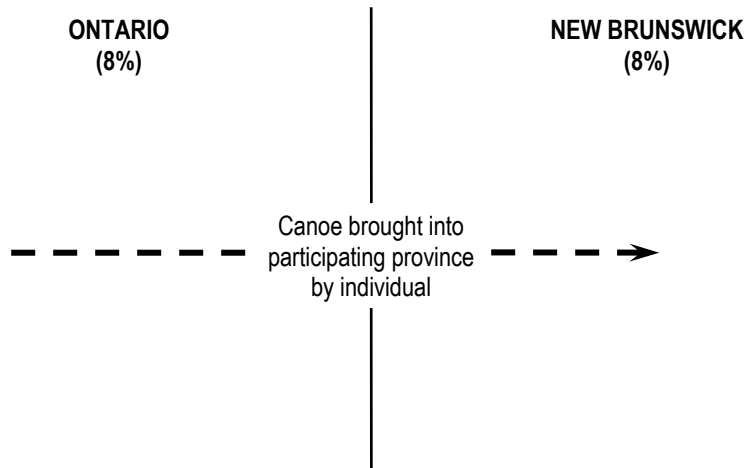 ONTARIO
(8%)
NEW BRUNSWICK
(8%)
Canoe brought into
participating province
by individual